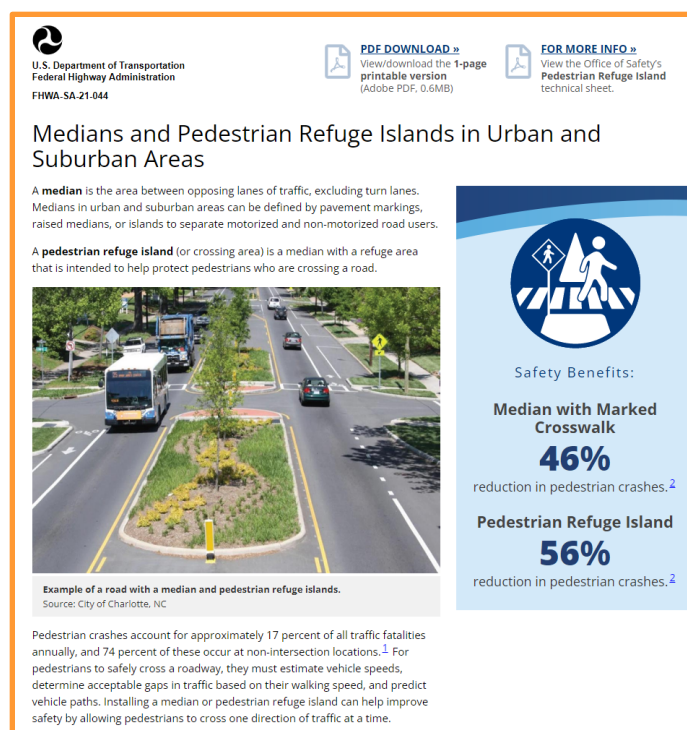 U.S. Department of Transportation
Federal Highway Administration
FHWA-SA-21-044
PDF DOWNLOAD »
View/download the 1-page
printable version
(Adobe PDF, 0.6MB)
FOR MORE INFO »
View the Office of Safety's
Pedestrian Refuge Island
technical sheet.
Medians and Pedestrian Refuge Islands in Urban and
Suburban Areas
A median is the area between opposing lanes of traffic, excluding turn lanes.
Medians in urban and suburban areas can be defined by pavement markings,
raised medians, or islands to separate motorized and non-motorized road users.
A pedestrian refuge island (or crossing area) is a median with a refuge area
that is intended to help protect pedestrians who are crossing a road.
Example of a road with a median and pedestrian refuge islands.
Source: City of Charlotte, NC
Pedestrian crashes account for approximately 17 percent of all traffic fatalities
annually, and 74 percent of these occur at non-intersection locations.1 For
pedestrians to safely cross a roadway, they must estimate vehicle speeds,
determine acceptable gaps in traffic based on their walking speed, and predict
vehicle paths. Installing a median or pedestrian refuge island can help improve
safety by allowing pedestrians to cross one direction of traffic at a time.
Safety Benefits:
Median with Marked
Crosswalk
46%
reduction in pedestrian crashes.2
Pedestrian Refuge Island
56%
reduction in pedestrian crashes.2